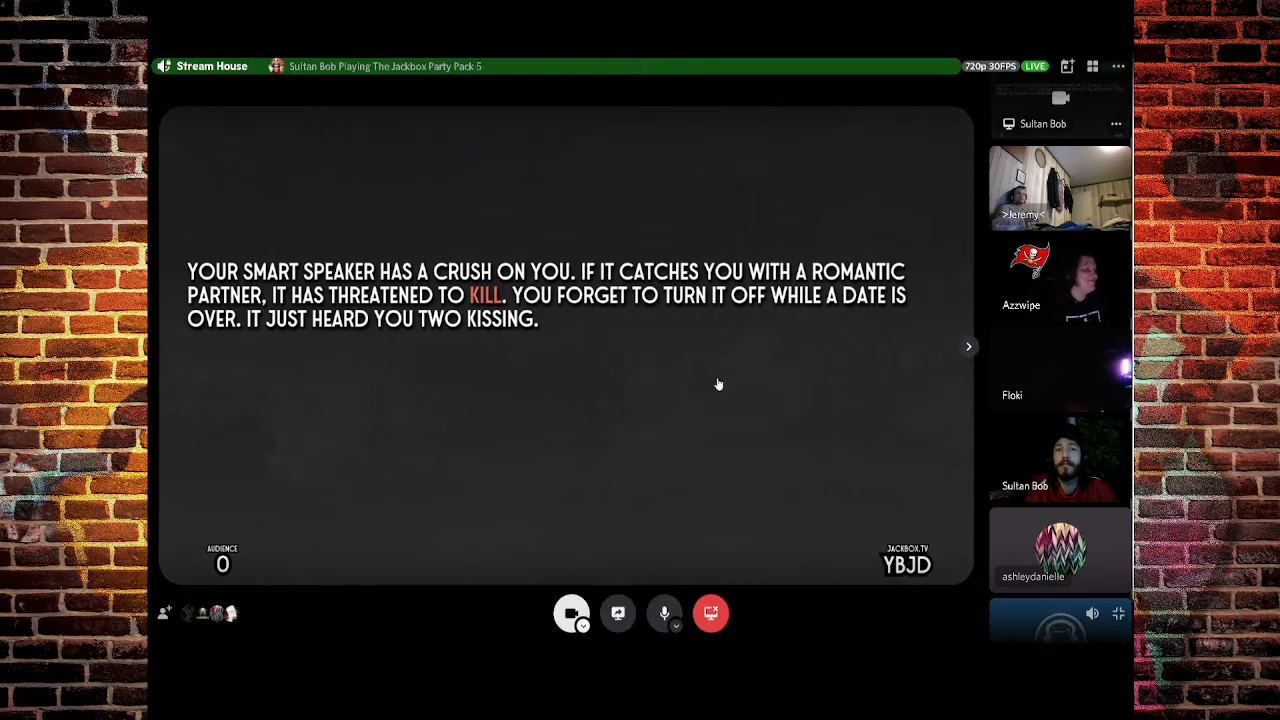 Stream House
Sultan Bob Playing The Jackbox Party Pack 5
720p 30FPS LIVE
Sultan Bob
>Jeremy<
Azzwipe
Floki
Sultan Bob
ashleydanielle
YOUR SMART SPEAKER HAS A CRUSH ON YOU. IF IT CATCHES YOU WITH A ROMANTIC
PARTNER, IT HAS THREATENED TO KILL. YOU FORGET TO TURN IT OFF WHILE A DATE IS
OVER. IT JUST HEARD YOU TWO KISSING.
AUDIENCE
0
JACKBOX.TV
YBJD